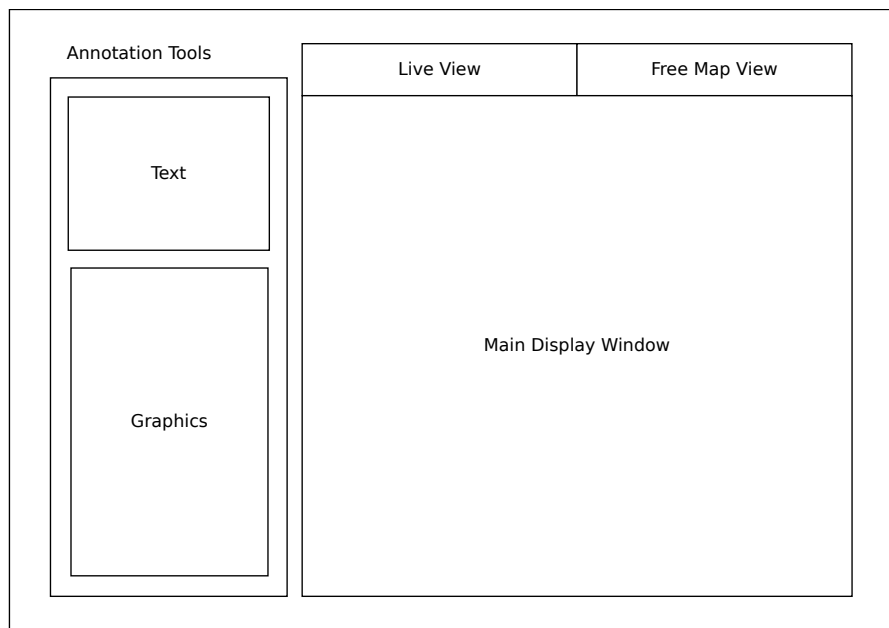 Annotation Tools
Live View
Free Map View
Text
Main Display Window
Graphics